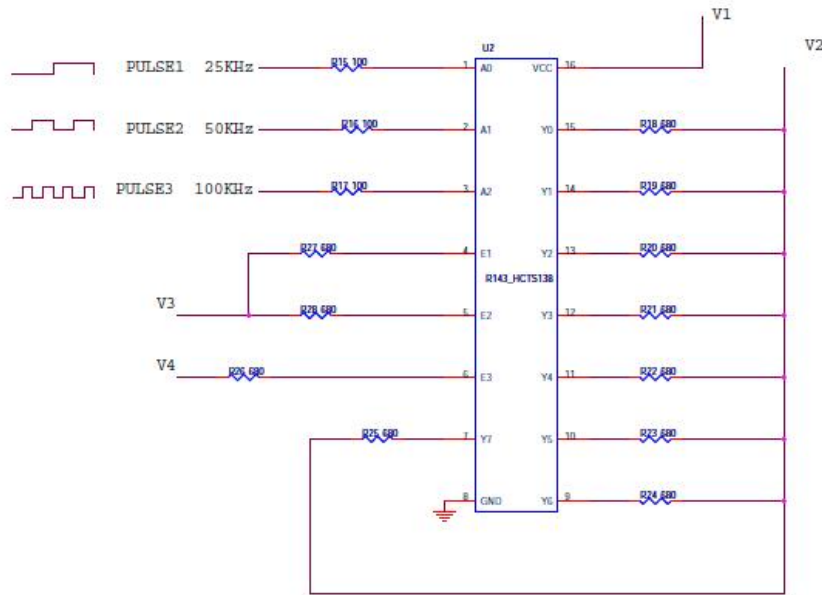 V1
V2
U2
PULSE1 25KHz
R15 100
1 A0
VCC 16
PULSE2 50KHz
R16 100
2 A1
Y0 15
R18 680
PULSE3 100KHz
R17 100
3 A2
Y1 14
R19 680
R27 680
4 E1
Y2 13
R20 680
R143_HCTS138
V3
R28 680
5 E2
Y3 12
R21 680
V4
R26 680
6 E3
Y4 11
R22 680
R25 680
7 Y7
Y5 10
R23 680
8 GND
Y6 9
R24 680